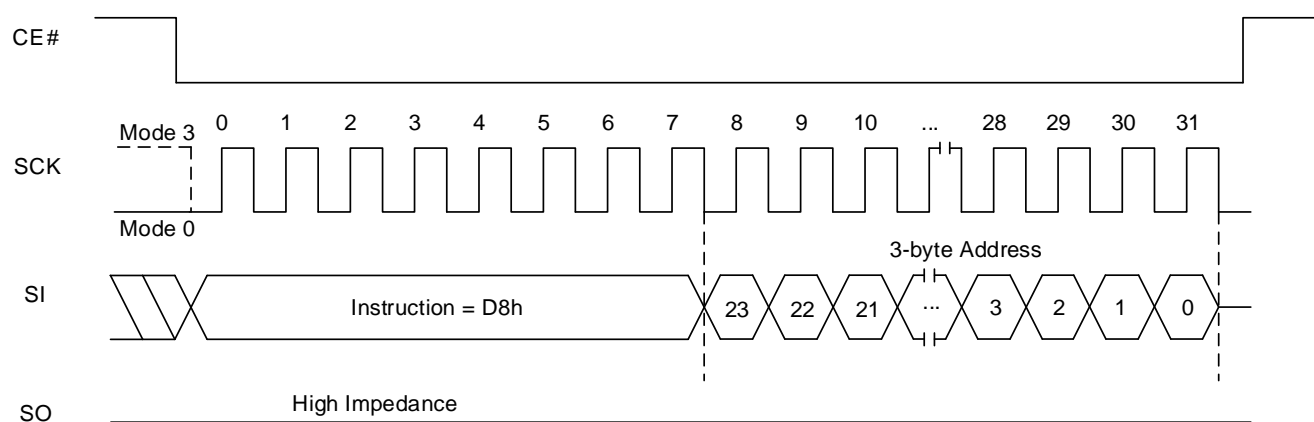 CE#
Mode 3 0 1 2 3 4 5 6 7 8 9 10 ... 28 29 30 31
SCK
Mode 0
3-byte Address
SI Instruction = D8h 23 22 21 ... 3 2 1 0
High Impedance
SO